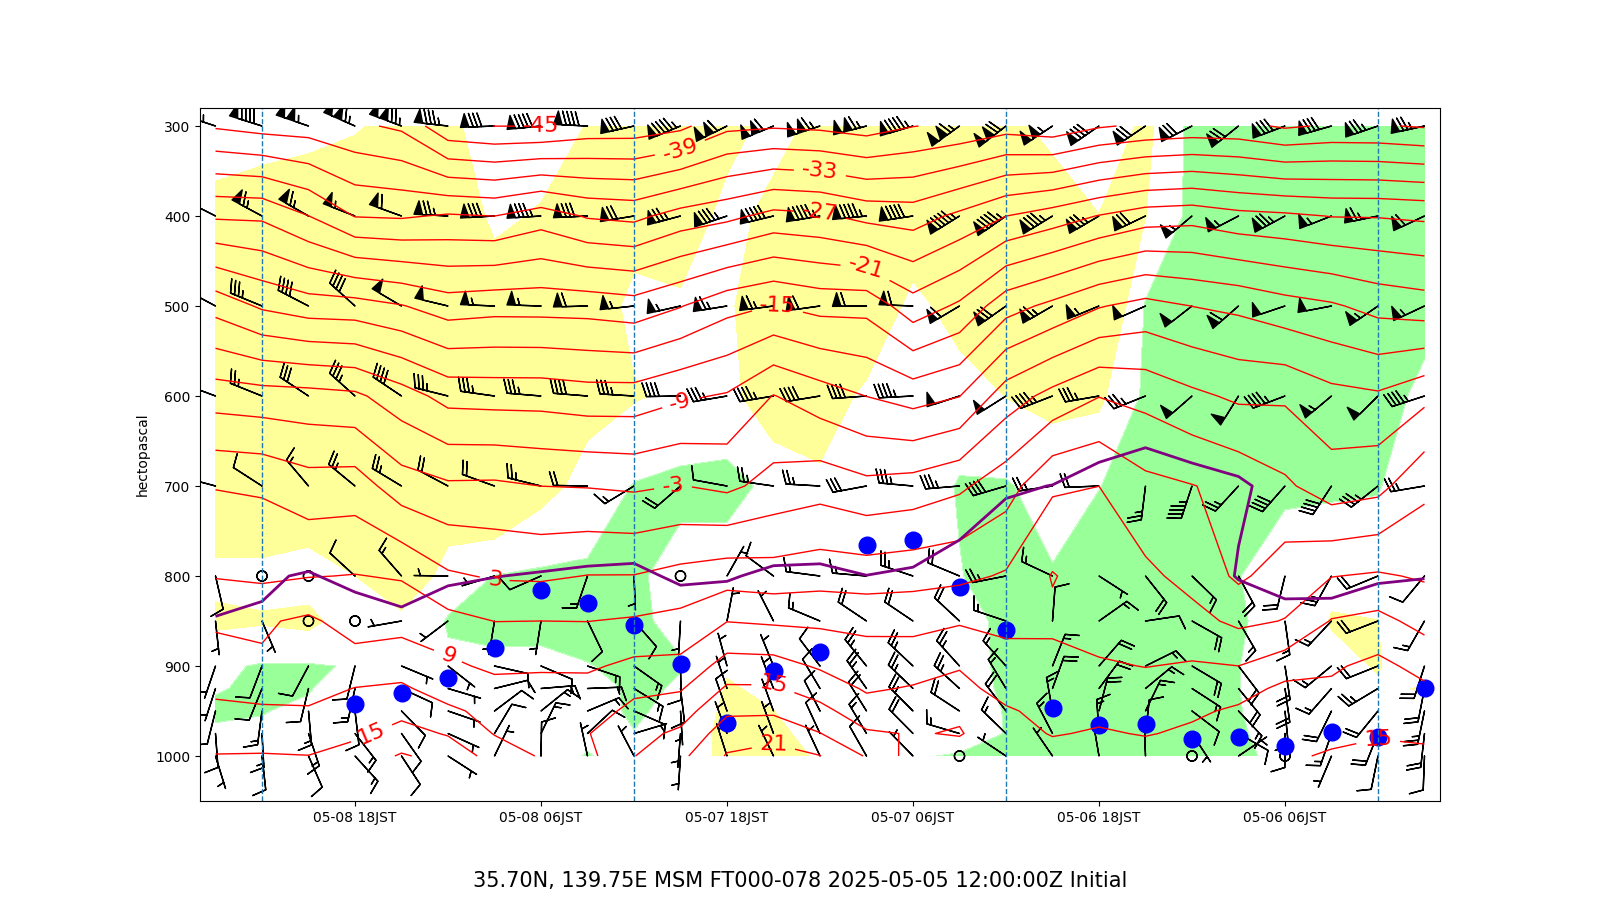 300
400
500
600
700
800
900
1000
hectopascal
-45
-39
-33
-27
-21
-15
-9
-3
3
9
15
15
21
15
05-08 18JST
05-08 06JST
05-07 18JST
05-07 06JST
05-06 18JST
05-06 06JST
35.70N, 139.75E MSM FT000-078 2025-05-05 12:00:00Z Initial